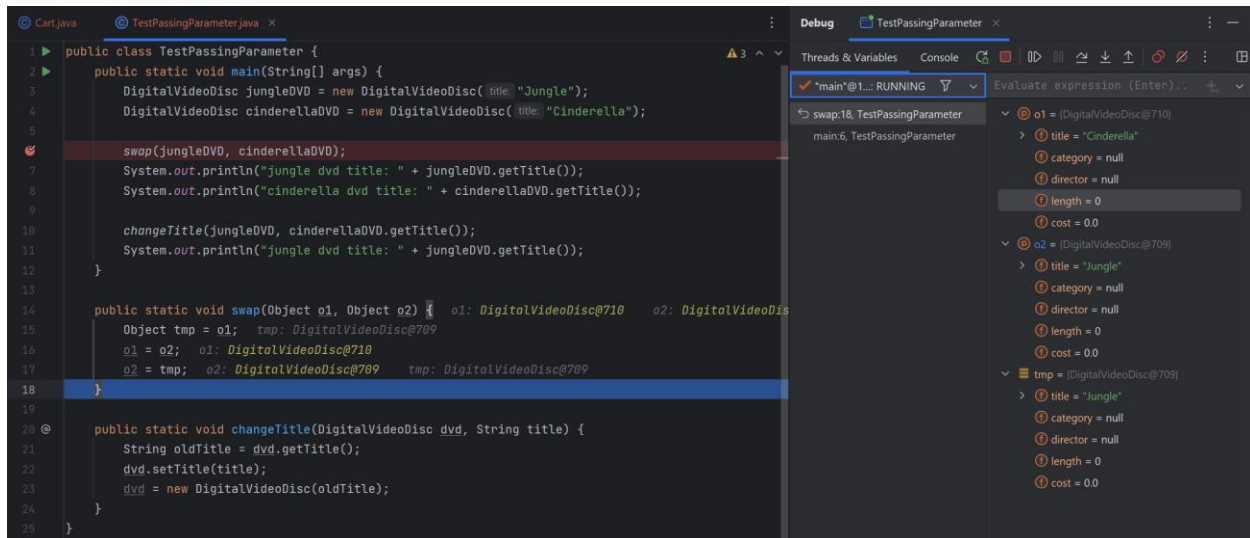 Cart.java
TestPassingParameter.java
1 public class TestPassingParameter {
2 public static void main(String[] args) {
3 DigitalVideoDisc jungleDVD = new DigitalVideoDisc( title: "Jungle");
4 DigitalVideoDisc cinderellaDVD = new DigitalVideoDisc( title: "Cinderella");
5
swap(jungleDVD, cinderellaDVD);
7 System.out.println("jungle dvd title: " + jungleDVD.getTitle());
8 System.out.println("cinderella dvd title: " + cinderellaDVD.getTitle());
9
10 changeTitle(jungleDVD, cinderellaDVD.getTitle());
11 System.out.println("jungle dvd title: " + jungleDVD.getTitle());
12 }
13
14 public static void swap(Object o1, Object o2) { o1: DigitalVideoDisc@710 o2: DigitalVideoDis
15 Object tmp = o1; tmp: DigitalVideoDisc@709
16 o1 = o2; o1: DigitalVideoDisc@710
17 o2 = tmp; o2: DigitalVideoDisc@709 tmp: DigitalVideoDisc@709
18 }
19
20 @ public static void changeTitle(DigitalVideoDisc dvd, String title) {
21 String oldTitle = dvd.getTitle();
22 dvd.setTitle(title);
23 dvd = new DigitalVideoDisc(oldTitle);
24 }
25 }
3
Debug TestPassingParameter
Threads & Variables Console
"main"@1...: RUNNING
Evaluate expression (Enter)..
swap:18, TestPassingParameter
main:6, TestPassingParameter
o1 = {DigitalVideoDisc@710}
title = "Cinderella"
category = null
director = null
length = 0
cost = 0.0
o2 = {DigitalVideoDisc@709}
title = "Jungle"
category = null
director = null
length = 0
cost = 0.0
tmp = {DigitalVideoDisc@709}
title = "Jungle"
category = null
director = null
length = 0
cost = 0.0